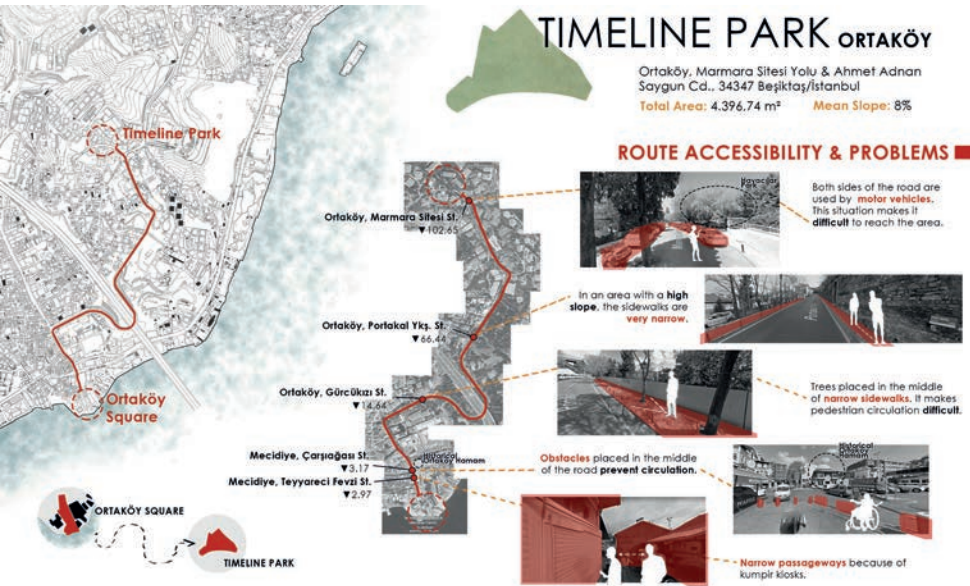 TIMELINE PARK ORTAKÖY
Ortaköy, Marmara Sitesi Yolu & Ahmet Adnan
Saygun Cd., 34347 Beşiktaş/İstanbul
Total Area: 4.396,74 m² Mean Slope: 8%
Timeline Park
Ortaköy
Square
ORTAKÖY SQUARE
TIMELINE PARK
ROUTE ACCESSIBILITY & PROBLEMS
Ortaköy, Marmara Sitesi St.
▼102.65
Both sides of the road are
used by motor vehicles.
This situation makes it
difficult to reach the area.
In an area with a high
slope, the sidewalks are
very narrow.
Ortaköy, Portakal Ykş. St.
▼66.44
Ortaköy, Gürcükızı St.
▼14.64
Trees placed in the middle
of narrow sidewalks. It makes
pedestrian circulation difficult.
Historical
Ortaköy Hamam
Mecidiye, Çarşıağası St.
▼3.17
Mecidiye, Teyyareci Fevzi St.
▼2.97
Obstacles placed in the middle
of the road prevent circulation.
Historical
Ortaköy
Hamam
Narrow passageways because of
kumpir kiosks.